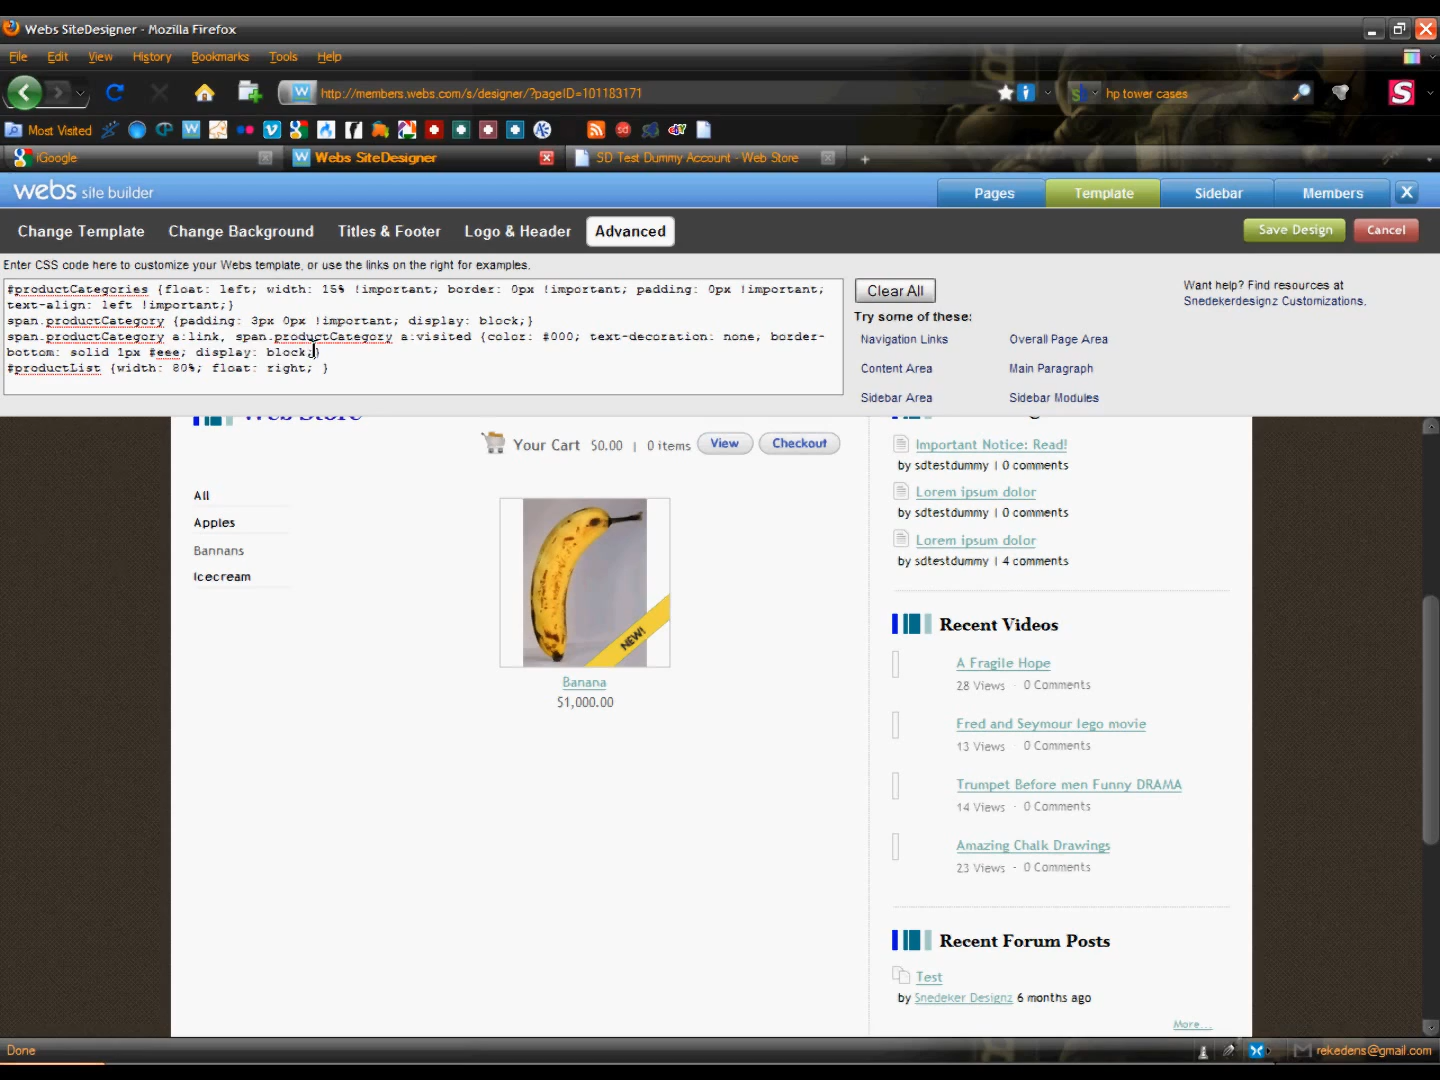 Webs SiteDesigner - Mozilla Firefox
File Edit View History Bookmarks Tools Help
http://members.webs.com/s/designer/?pageID=101183171
hp tower cases
Most Visited
iGoogle
Webs SiteDesigner
SD Test Dummy Account - Web Store
webs site builder
Pages Template Sidebar Members X
Change Template Change Background Titles & Footer Logo & Header Advanced
Save Design Cancel
Enter CSS code here to customize your Webs template, or use the links on the right for examples.
#productCategories {float: left; width: 15% !important; border: 0px !important; padding: 0px !important;
text-align: left !important;}
span.productCategory {padding: 3px 0px !important; display: block;}
span.productCategory a:link, span.productCategory a:visited {color: #000; text-decoration: none; border-
bottom: solid 1px #eee; display: block;}
#productList {width: 80%; float: right; }
Clear All
Try some of these:
Navigation Links Overall Page Area
Content Area Main Paragraph
Sidebar Area Sidebar Modules
Want help? Find resources at
Snedekerdesignz Customizations.
Web Store
Your Cart $0.00 | 0 items View Checkout
All
Apples
Bannans
Icecream
NEW!
Banana
$1,000.00
Important Notice: Read!
by sdtestdummy | 0 comments
Lorem ipsum dolor
by sdtestdummy | 0 comments
Lorem ipsum dolor
by sdtestdummy | 4 comments
Recent Videos
A Fragile Hope
28 Views - 0 Comments
Fred and Seymour lego movie
13 Views 0 Comments
Trumpet Before men Funny DRAMA
14 Views - 0 Comments
Amazing Chalk Drawings
23 Views - 0 Comments
Recent Forum Posts
Test
by Snedeker Designz 6 months ago
More...
Done
rekedens@gmail.com